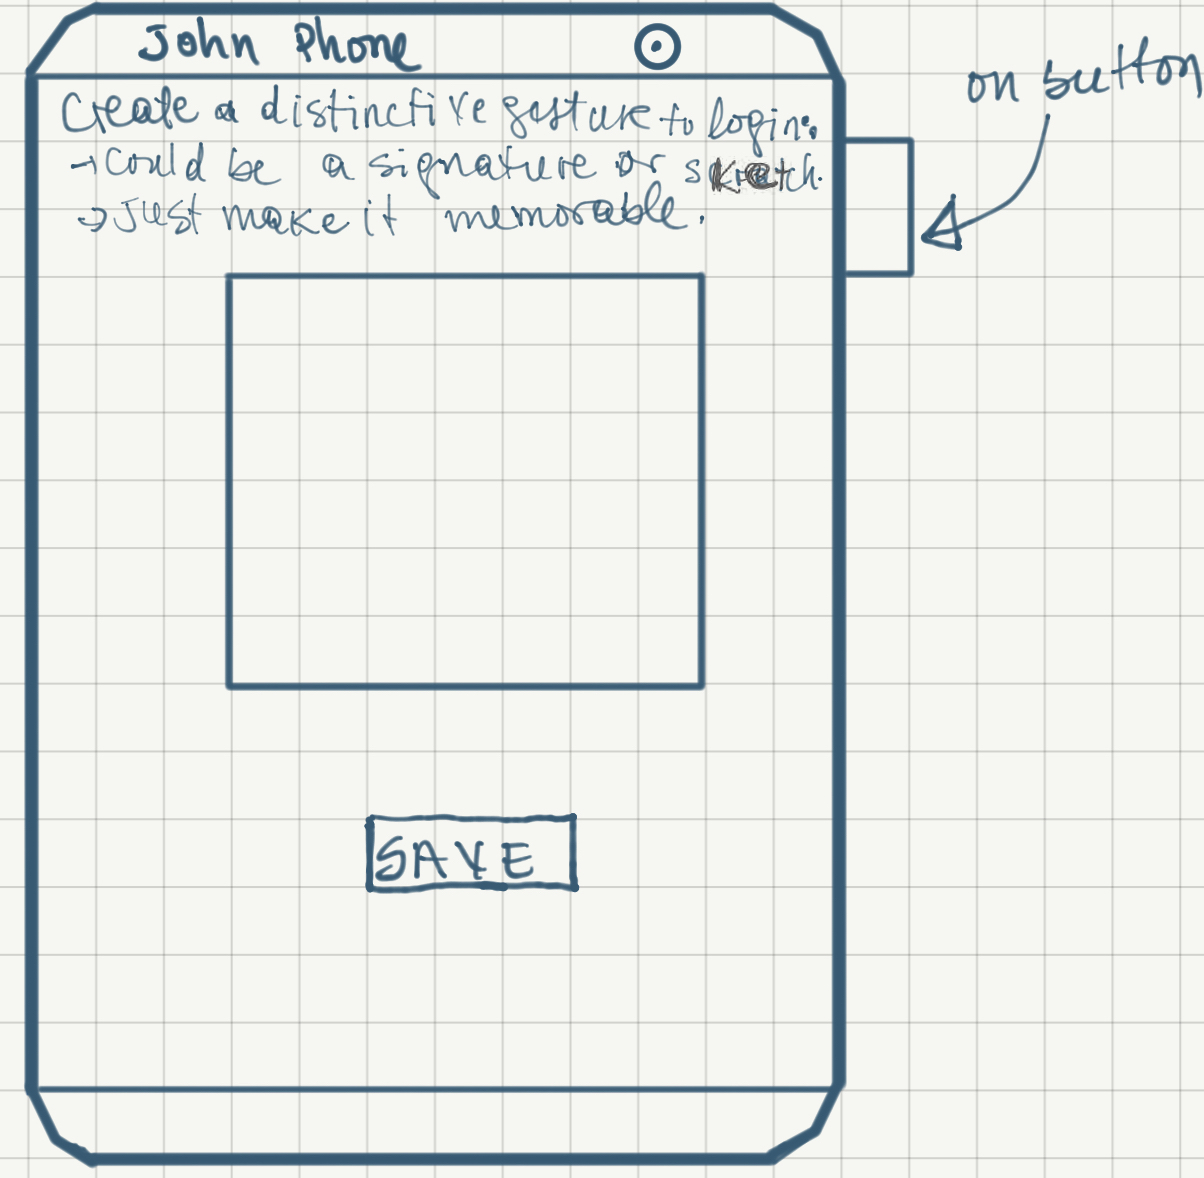 John Phone
on button
Create a distinctive gesture to login.
→ Could be a signature or sketch.
→ Just make it memorable.
SAVE